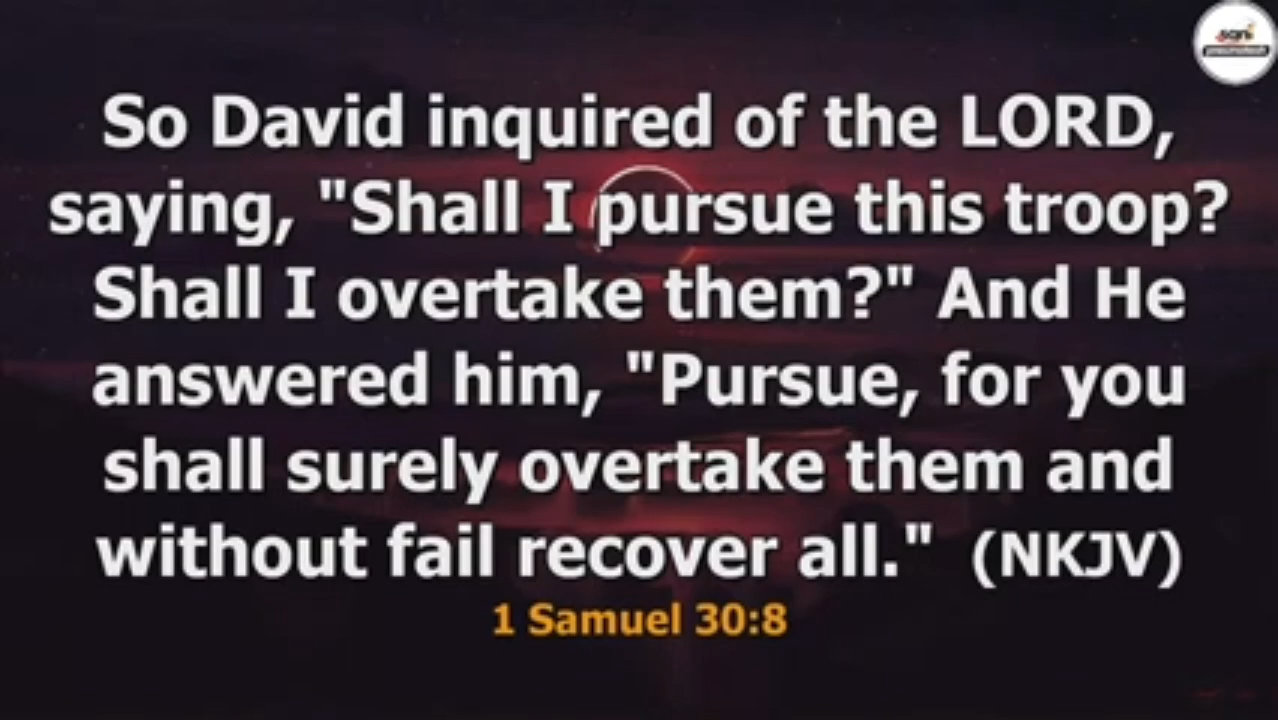 So David inquired of the LORD,
saying, "Shall I pursue this troop?
Shall I overtake them?" And He
answered him, "Pursue, for you
shall surely overtake them and
without fail recover all." (NKJV)
1 Samuel 30:8